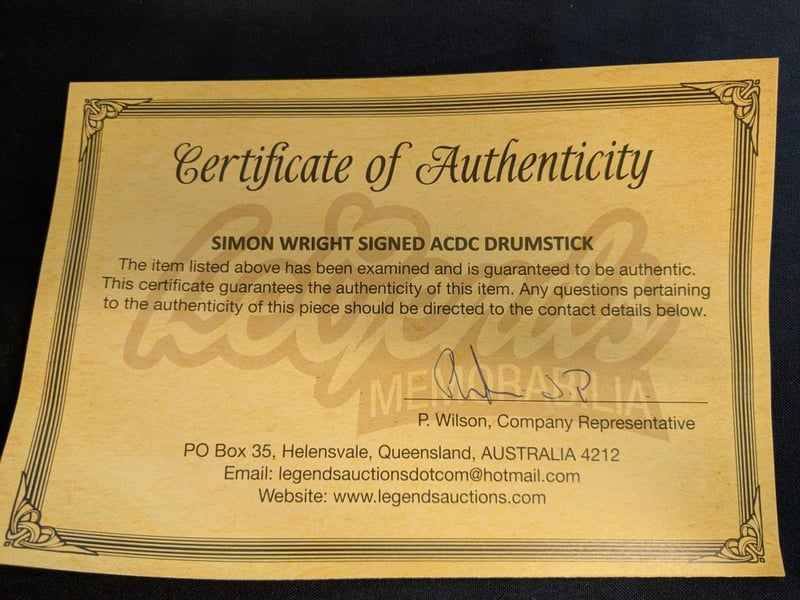 Certificate of Authenticity
SIMON WRIGHT SIGNED ACDC DRUMSTICK
The item listed above has been examined and is guaranteed to be authentic.
This certificate guarantees the authenticity of this item. Any questions pertaining
to the authenticity of this piece should be directed to the contact details below.
Legends
MEMORABILIA
P. Wilson, Company Representative
PO Box 35, Helensvale, Queensland, AUSTRALIA 4212
Email: legendsauctionsdotcom@hotmail.com
Website: www.legendsauctions.com